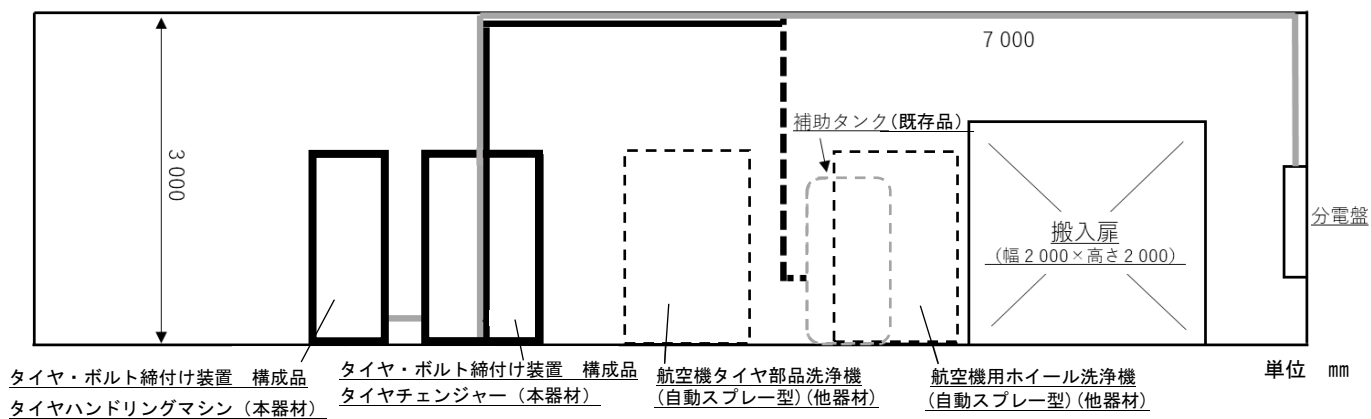 7 000
補助タンク(既存品)
3 000
搬入扉
(幅2 000×高さ2 000)
分電盤
タイヤ・ボルト締付け装置 構成品
タイヤハンドリングマシン(本器材)
タイヤ・ボルト締付け装置 構成品
タイヤチェンジャー(本器材)
航空機タイヤ部品洗浄機
(自動スプレー型)(他器材)
航空機用ホイール洗浄機
(自動スプレー型)(他器材)
単位 mm